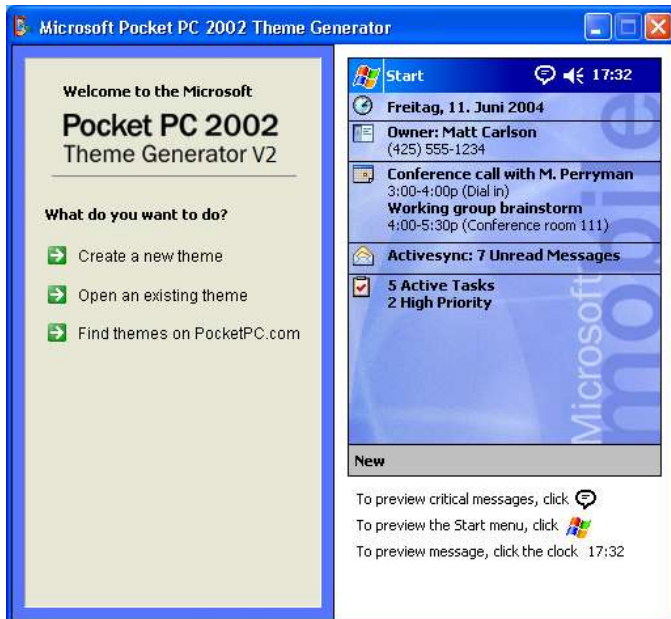 Microsoft Pocket PC 2002 Theme Generator
Welcome to the Microsoft
Pocket PC 2002
Theme Generator V2
What do you want to do?
Create a new theme
Open an existing theme
Find themes on PocketPC.com
Start 17:32
Freitag, 11. Juni 2004
Owner: Matt Carlson
(425) 555-1234
Conference call with M. Perryman
3:00-4:00p (Dial in)
Working group brainstorm
4:00-5:30p (Conference room 111)
Activesync: 7 Unread Messages
5 Active Tasks
2 High Priority
Microsoft
mobile
New
To preview critical messages, click
To preview the Start menu, click
To preview message, click the clock 17:32